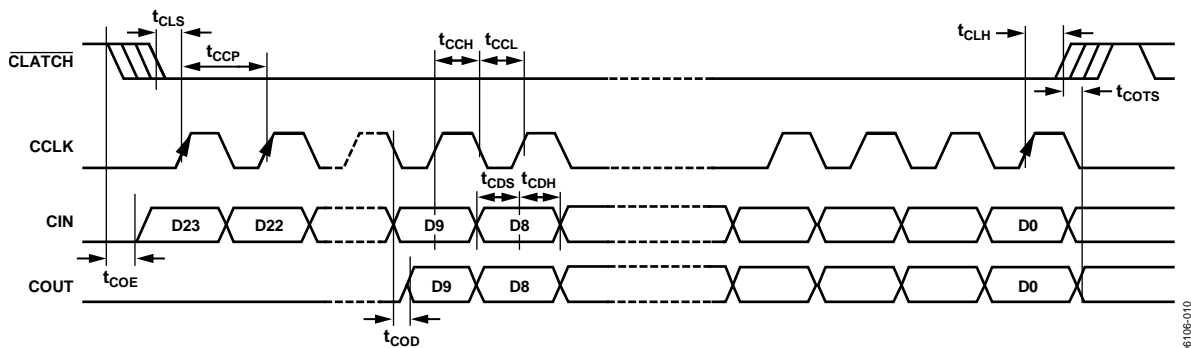 tCLS
tCCP
tCCH
tCCL
tCLH
CLATCH
tCOTS
CCLK
tCDS
tCDH
CIN
D23
D22
D9
D8
D0
tCOE
COUT
D9
D8
D0
tCOD
06106-010